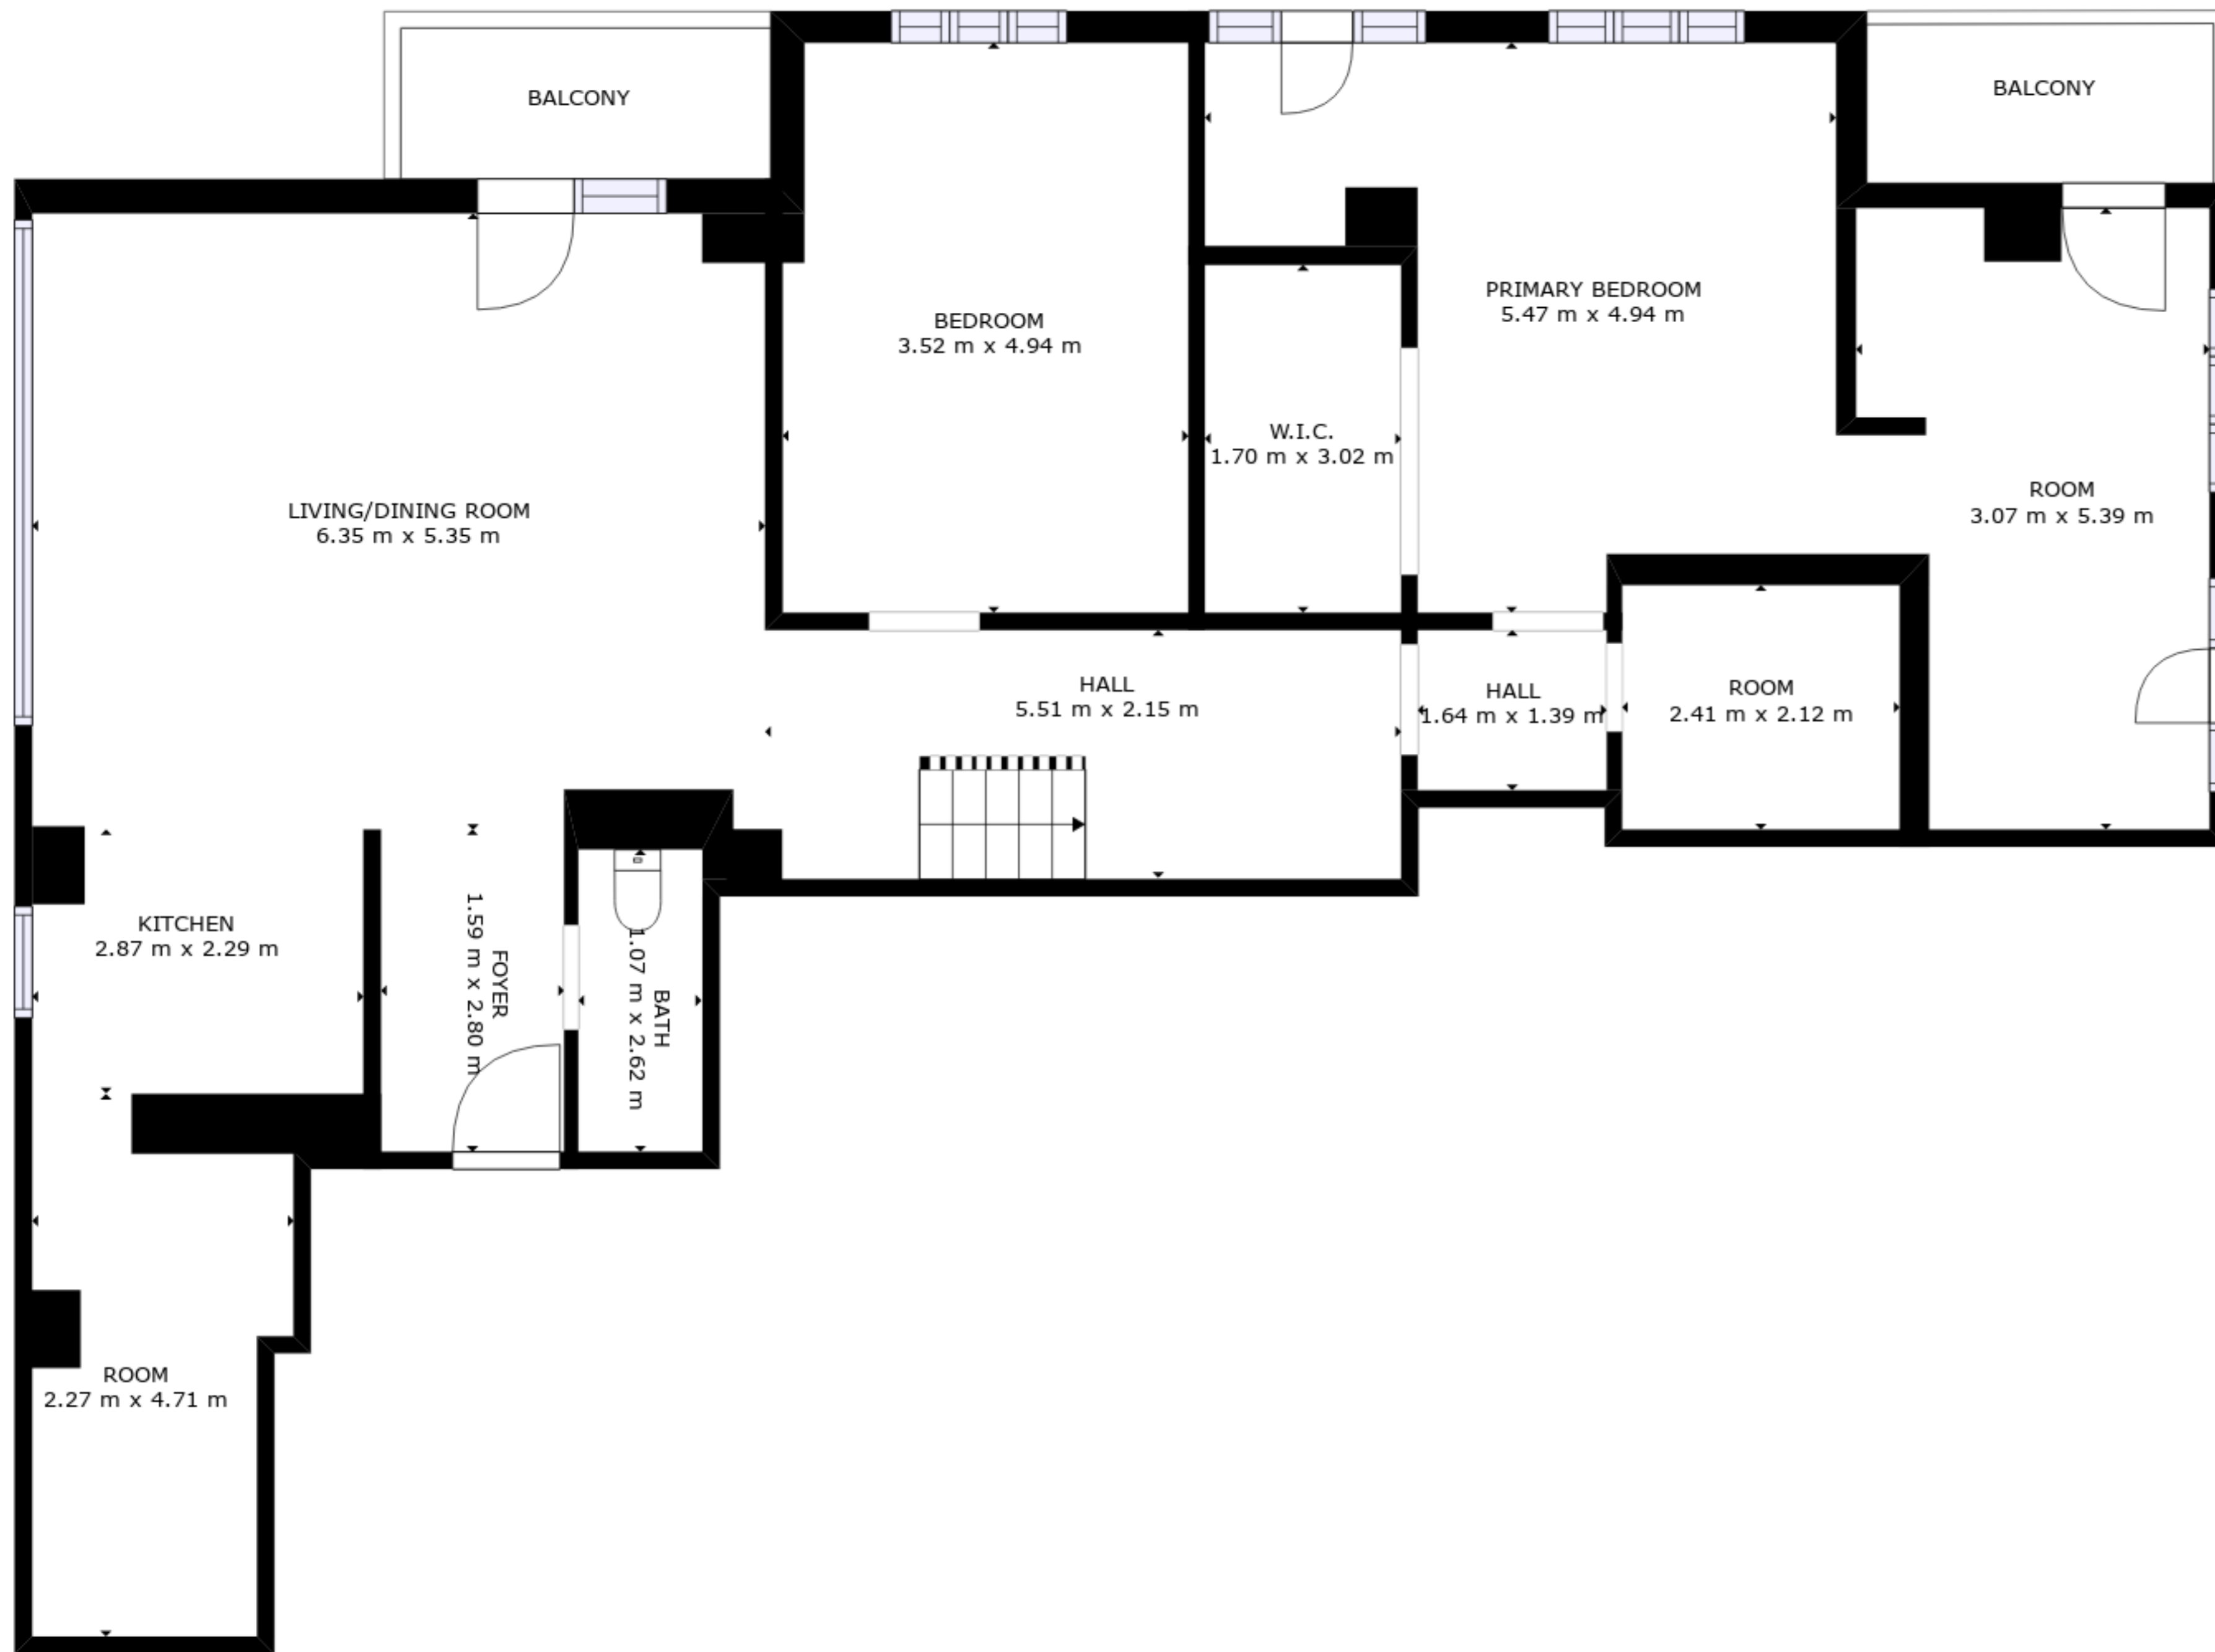 BALCONY
BALCONY
BEDROOM
3.52 m x 4.94 m
PRIMARY BEDROOM
5.47 m x 4.94 m
W.I.C.
1.70 m x 3.02 m
LIVING/DINING ROOM
6.35 m x 5.35 m
ROOM
3.07 m x 5.39 m
HALL
5.51 m x 2.15 m
HALL
1.64 m x 1.39 m
ROOM
2.41 m x 2.12 m
KITCHEN
2.87 m x 2.29 m
FOYER
1.59 m x 2.80 m
BATH
1.07 m x 2.62 m
ROOM
2.27 m x 4.71 m